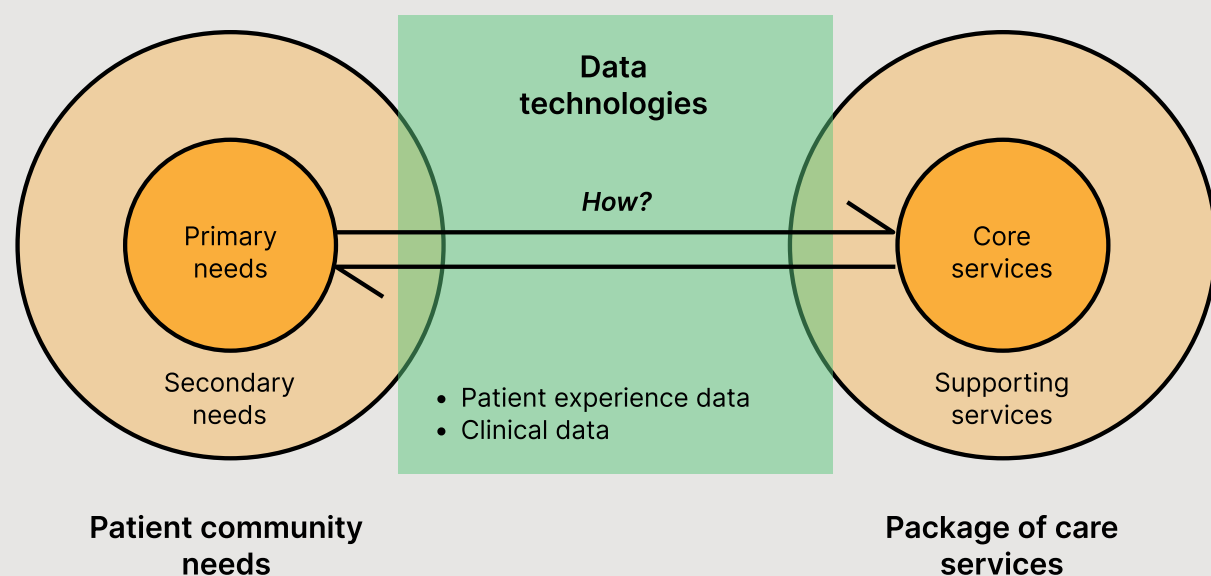 Data
technologies
How?
Primary
needs
Core
services
Secondary
needs
Supporting
services
• Patient experience data
• Clinical data
Patient community
needs
Package of care
services